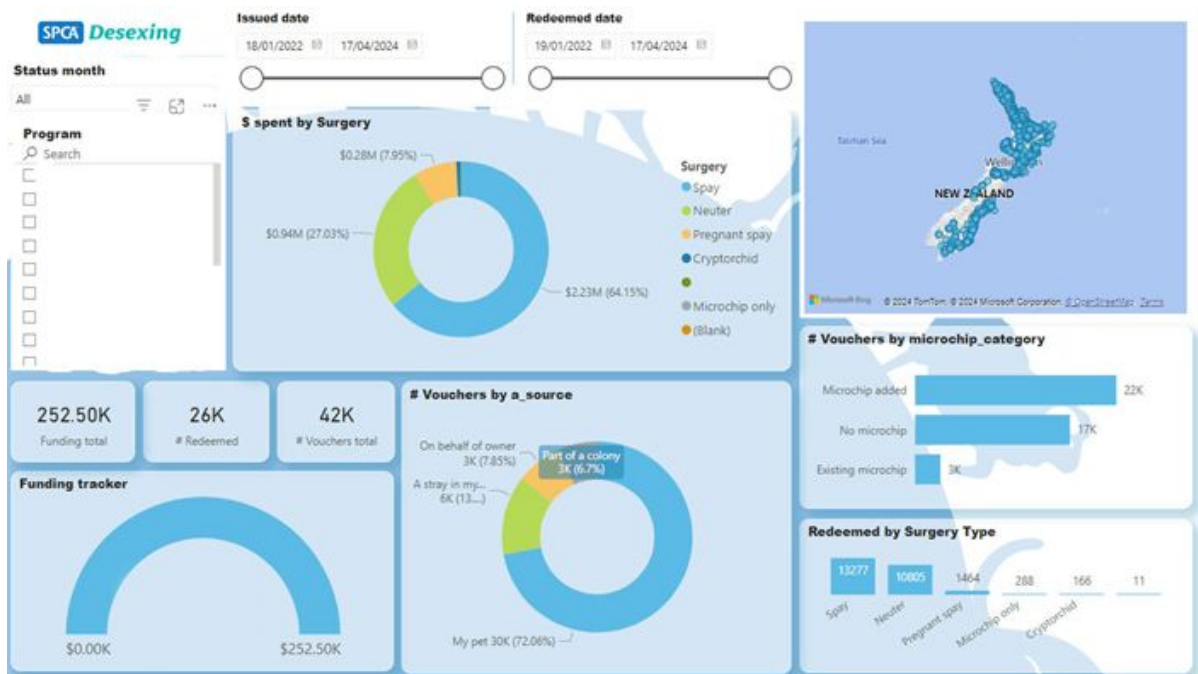 SPCA Desexing
Issued date
18/01/2022 17/04/2024
Redeemed date
19/01/2022 17/04/2024
Status month
All
Program
Search
$ spent by Surgery
$0.28M (7.95%)
$0.94M (27.03%)
$2.23M (64.15%)
Surgery
Spay
Neuter
Pregnant spay
Cryptorchid
Microchip only
(Blank)
Tasman Sea
NEW Z ALAND
Microsoft Bing
© 2024 TomTom, © 2024 Microsoft Corporation, © OpenStreetMap Terms
252.50K
Funding total
26K
# Redeemed
42K
# Vouchers total
Funding tracker
$0.00K
$252.50K
# Vouchers by a_source
On behalf of owner
3K (7.85%)
Part of a colony
3K (6.7%)
A stray in my...
6K (13....)
My pet 30K (72.06%)
# Vouchers by microchip_category
Microchip added 22K
No microchip 17K
Existing microchip 3K
Redeemed by Surgery Type
13277 10805 1464 288 166 11
Spay Neuter Pregnant spay Microchip only Cryptorchid